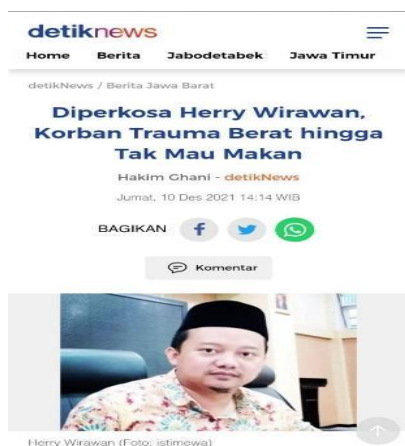 detiknews
Home Berita Jabodetabek Jawa Timur
detikNews / Berita Jawa Barat
Diperkosa Herry Wirawan,
Korban Trauma Berat hingga
Tak Mau Makan
Hakim Ghani - detikNews
Jumat, 10 Des 2021 14:14 WIB
BAGIKAN
Komentar
Herry Wirawan (Foto: istimewa)